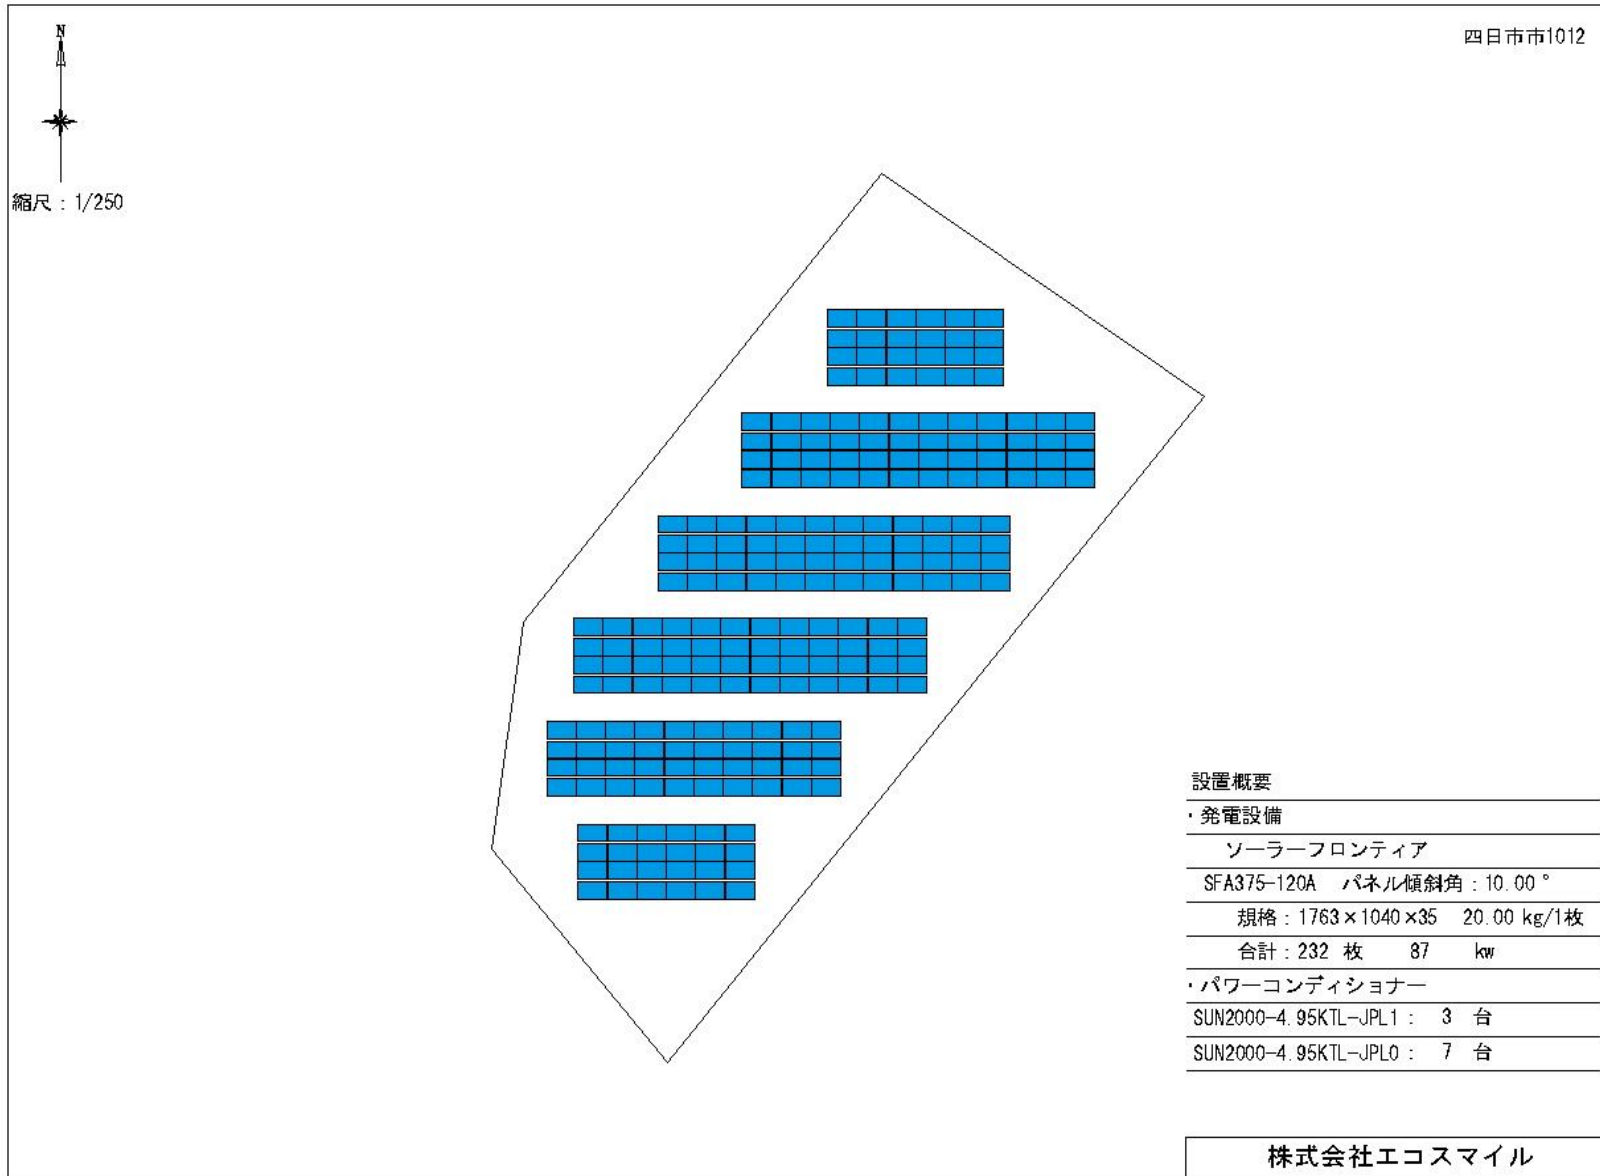 N
四日市市1012
縮尺：1/250
設置概要
・発電設備
ソーラーフロンティア
SFA375-120A パネル傾斜角：10.00°
規格：1763×1040×35 20.00 kg/1枚
合計：232 枚 87 kw
・パワーコンディショナー
SUN2000-4.95KTL-JPL1： 3 台
SUN2000-4.95KTL-JPL0： 7 台
株式会社エコスマイル